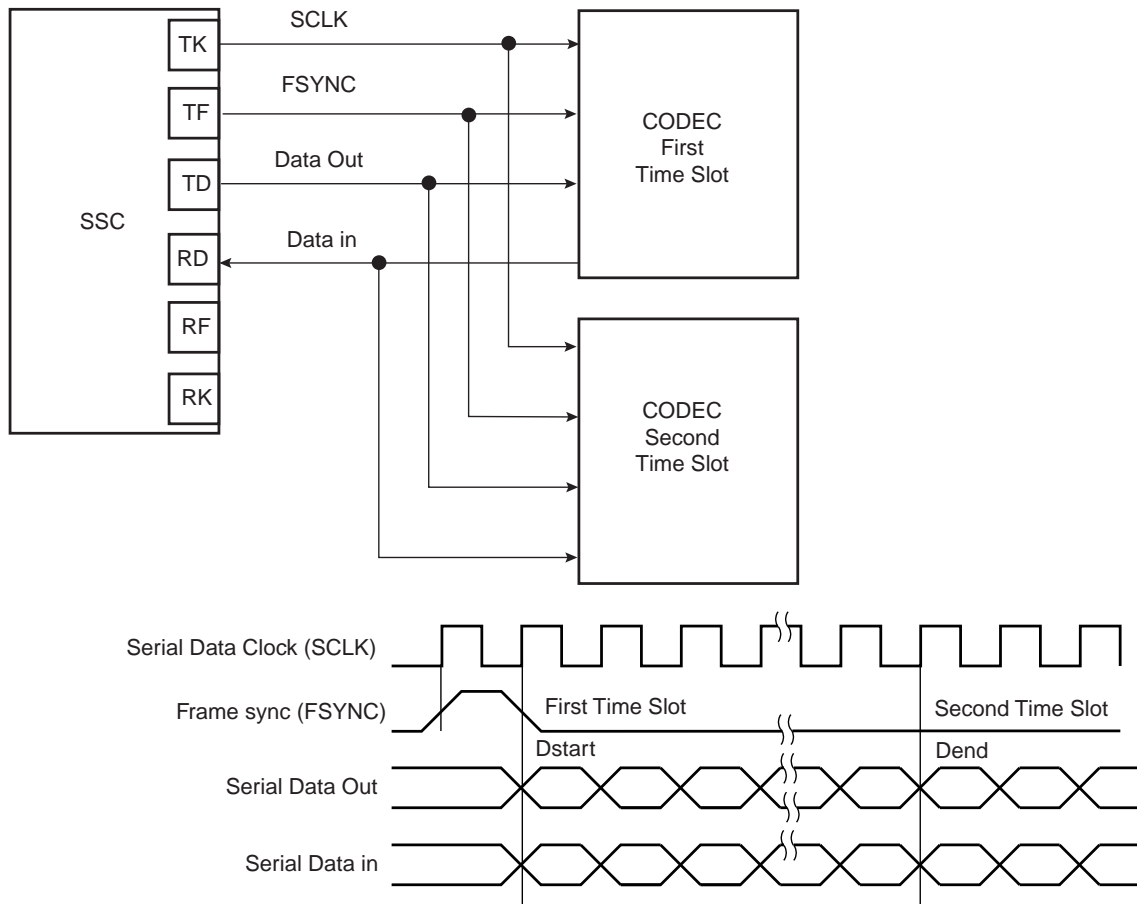 SSC
TK
TF
TD
RD
RF
RK
SCLK
FSYNC
Data Out
Data in
CODEC
First
Time Slot
CODEC
Second
Time Slot
Serial Data Clock (SCLK)
Frame sync (FSYNC)
First Time Slot
Second Time Slot
Dstart
Dend
Serial Data Out
Serial Data in